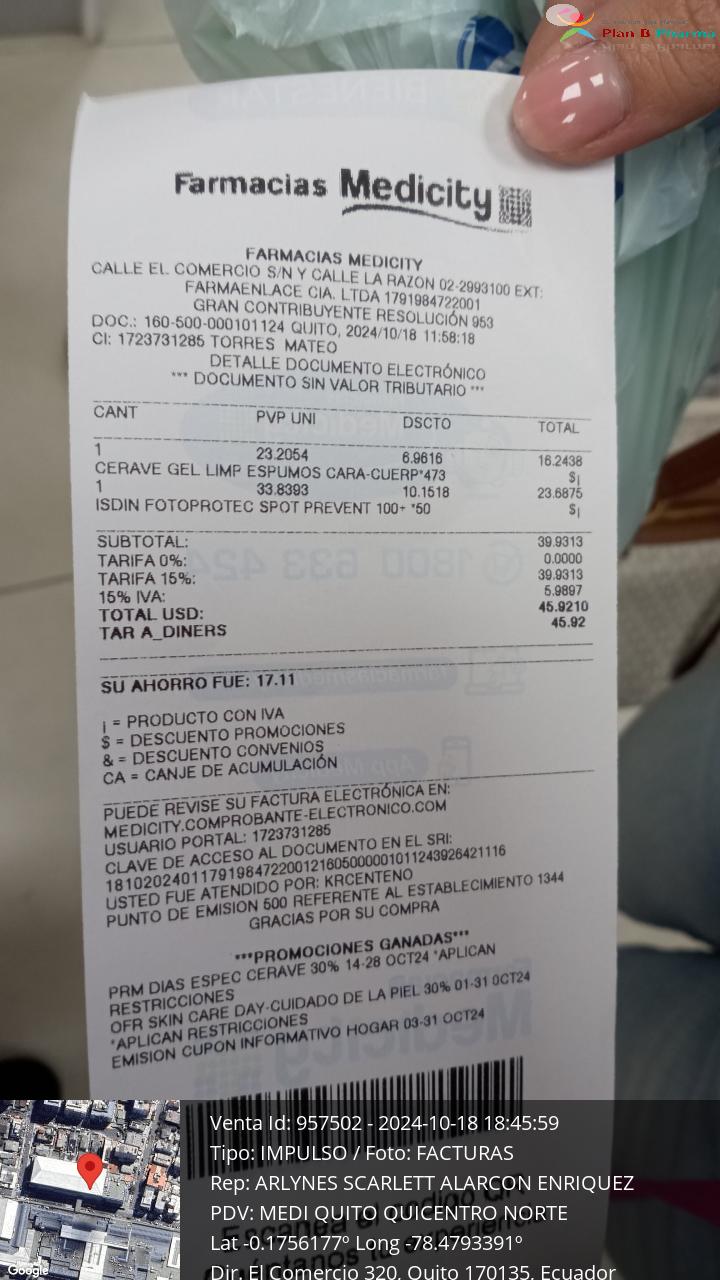 Plan B Pharma
Farmacias Medicity
FARMACIAS MEDICITY
CALLE EL COMERCIO S/N Y CALLE LA RAZON 02-2993100 EXT:
FARMAENLACE CIA. LTDA 1791984722001
GRAN CONTRIBUYENTE RESOLUCIÓN 953
DOC.: 160-500-000101124 QUITO, 2024/10/18 11:58:18
CI: 1723731285 TORRES MATEO
DETALLE DOCUMENTO ELECTRÓNICO
*** DOCUMENTO SIN VALOR TRIBUTARIO ***
CANT PVP UNI DSCTO TOTAL
1 23.2054 6.9616 16.2438
CERAVE GEL LIMP ESPUMOS CARA-CUERP*473 $¡
1 33.8393 10.1518 23.6875
ISDIN FOTOPROTEC SPOT PREVENT 100+ *50 $¡
SUBTOTAL: 39.9313
TARIFA 0%: 0.0000
TARIFA 15%: 39.9313
15% IVA: 5.9897
TOTAL USD: 45.9210
TAR A_DINERS 45.92
SU AHORRO FUE: 17.11
¡ = PRODUCTO CON IVA
$ = DESCUENTO PROMOCIONES
& = DESCUENTO CONVENIOS
CA = CANJE DE ACUMULACIÓN
PUEDE REVISE SU FACTURA ELECTRÓNICA EN:
MEDICITY.COMPROBANTE-ELECTRONICO.COM
USUARIO PORTAL: 1723731285
CLAVE DE ACCESO AL DOCUMENTO EN EL SRI:
1810202401179198472200121605000001011243926421116
USTED FUE ATENDIDO POR: KRCENTENO
PUNTO DE EMISION 500 REFERENTE AL ESTABLECIMIENTO 1344
GRACIAS POR SU COMPRA
***PROMOCIONES GANADAS***
PRM DIAS ESPEC CERAVE 30% 14-28 OCT24 *APLICAN
RESTRICCIONES
OFR SKIN CARE DAY-CUIDADO DE LA PIEL 30% 01-31 OCT24
*APLICAN RESTRICCIONES
EMISION CUPON INFORMATIVO HOGAR 03-31 OCT24
Escanea el código QR
Venta Id: 957502 - 2024-10-18 18:45:59
Tipo: IMPULSO / Foto: FACTURAS
Rep: ARLYNES SCARLETT ALARCON ENRIQUEZ
PDV: MEDI QUITO QUICENTRO NORTE
Lat -0.1756177º Long -78.4793391º
Dir. El Comercio 320, Quito 170135, Ecuador
Google